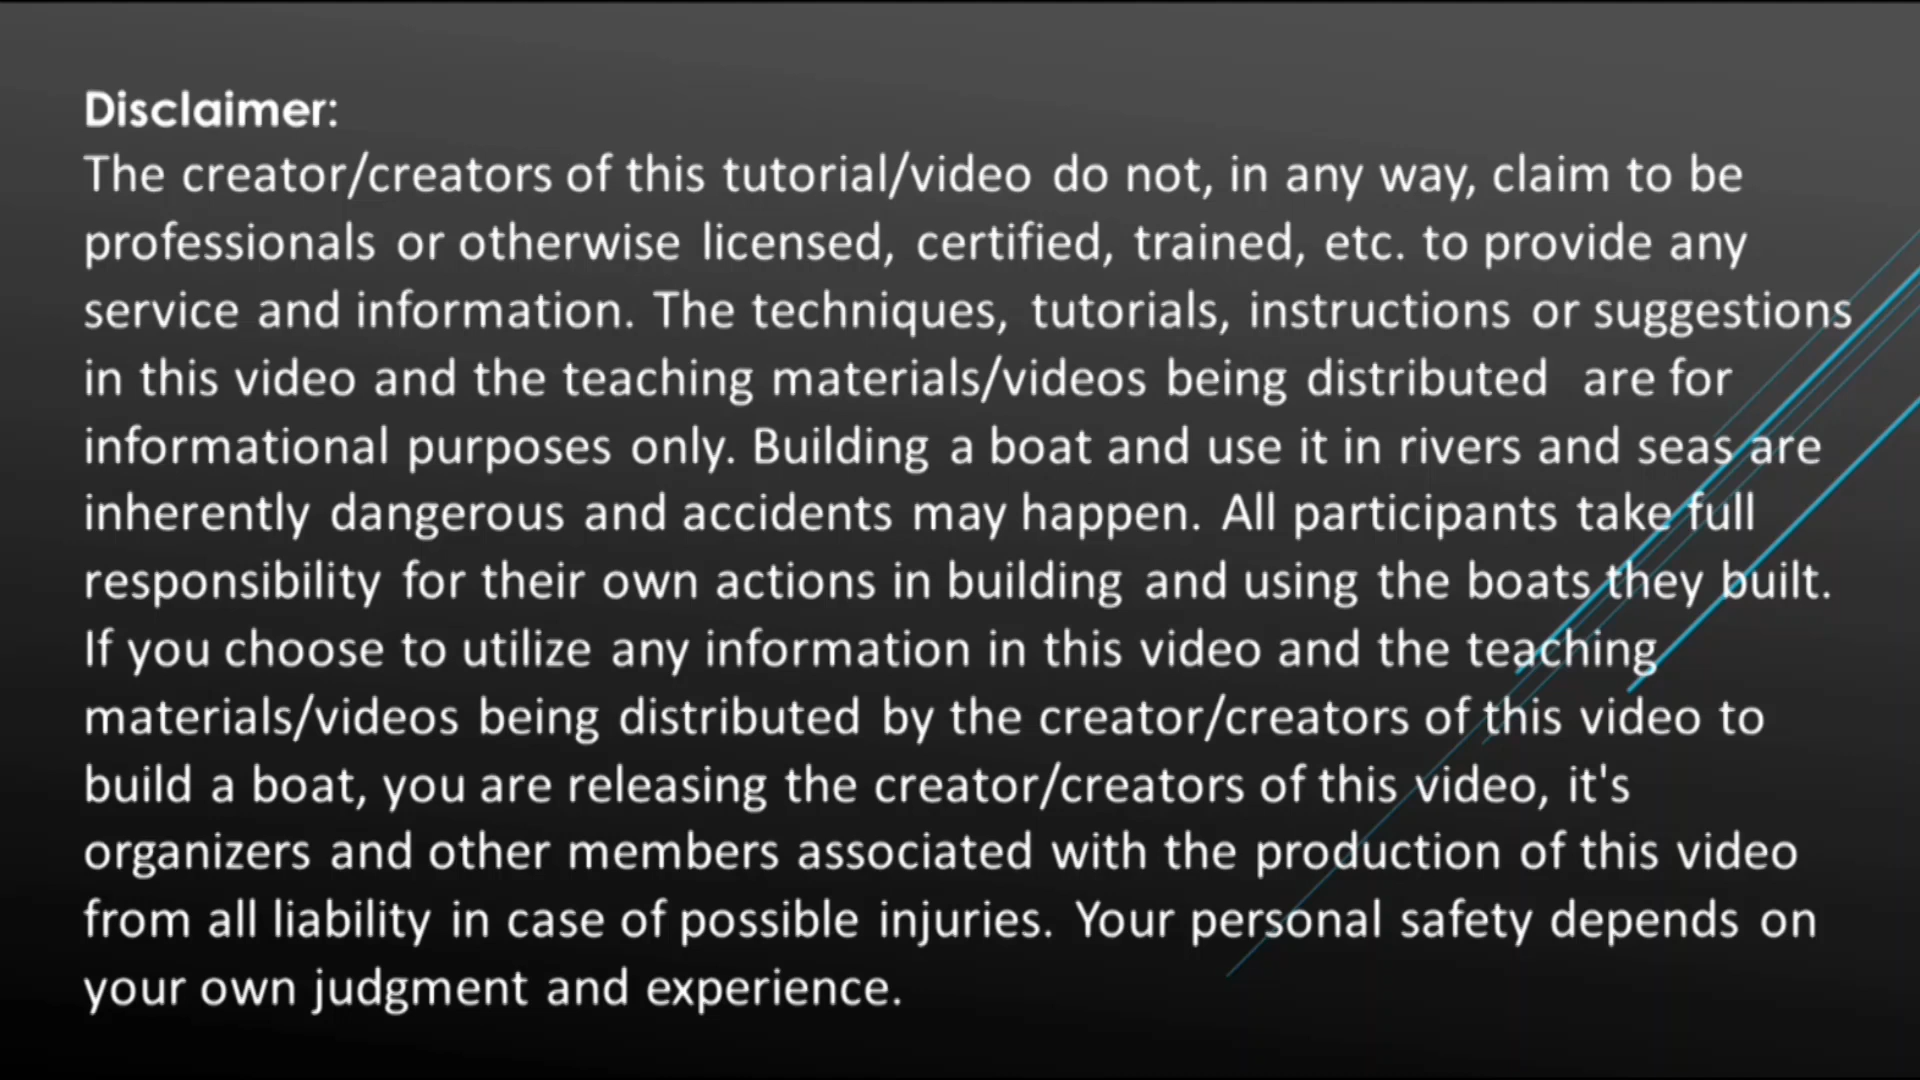 Disclaimer:
The creator/creators of this tutorial/video do not, in any way, claim to be
professionals or otherwise licensed, certified, trained, etc. to provide any
service and information. The techniques, tutorials, instructions or suggestions
in this video and the teaching materials/videos being distributed are for
informational purposes only. Building a boat and use it in rivers and seas are
inherently dangerous and accidents may happen. All participants take full
responsibility for their own actions in building and using the boats they built.
If you choose to utilize any information in this video and the teaching
materials/videos being distributed by the creator/creators of this video to
build a boat, you are releasing the creator/creators of this video, it's
organizers and other members associated with the production of this video
from all liability in case of possible injuries. Your personal safety depends on
your own judgment and experience.